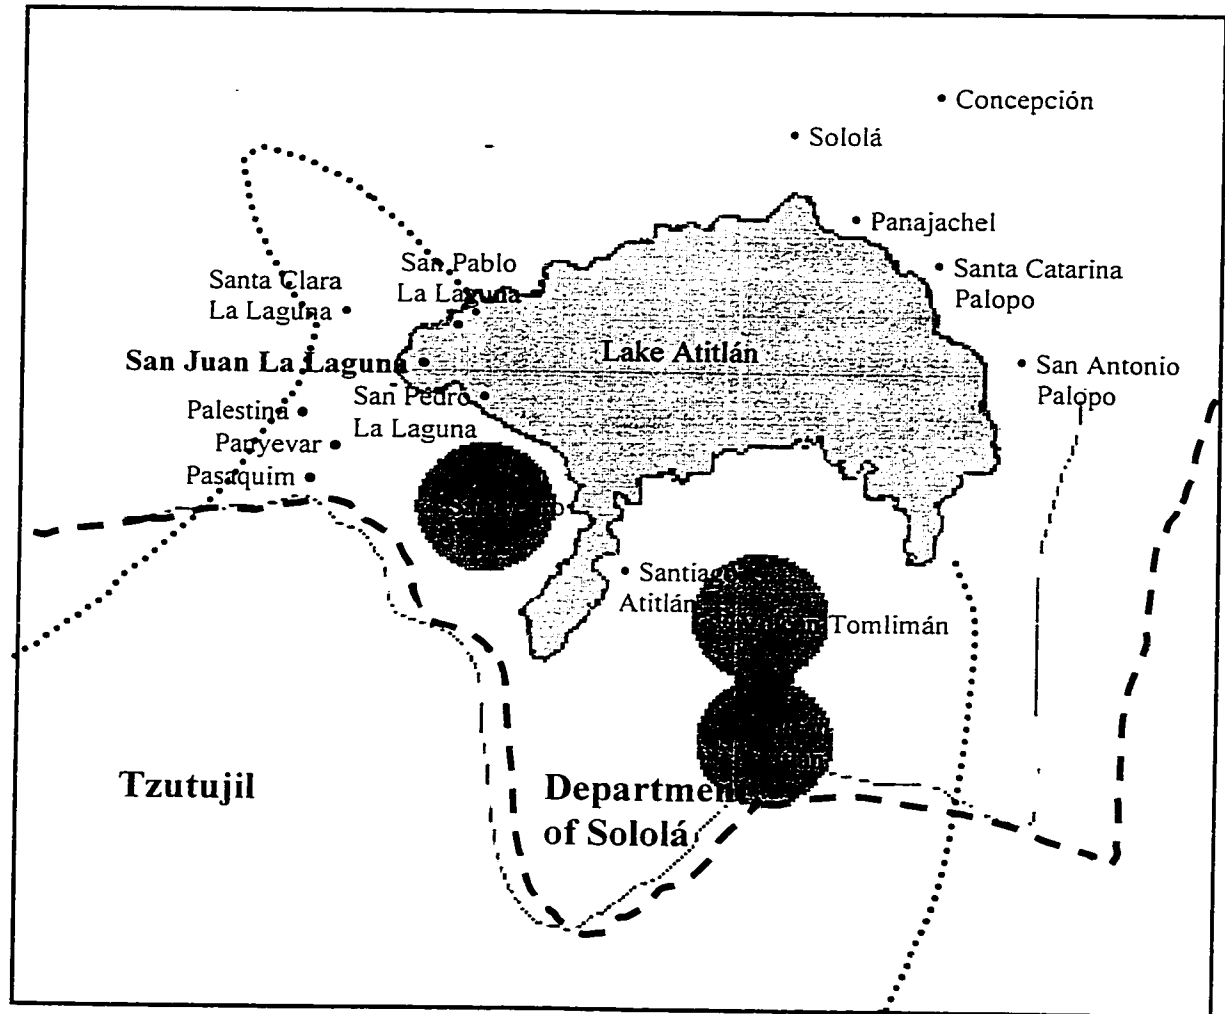 Concepción
Sololá
Panajachel
San Pablo
La Laguna
Santa Clara
La Laguna
Santa Catarina
Palopo
San Juan La Laguna
Lake Atitlán
San Antonio
Palopo
Palestina
San Pedro
La Laguna
Panyevar
Pasaquim
Santiago
Atitlán
Tomlimán
Tzutujil
Department
of Sololá